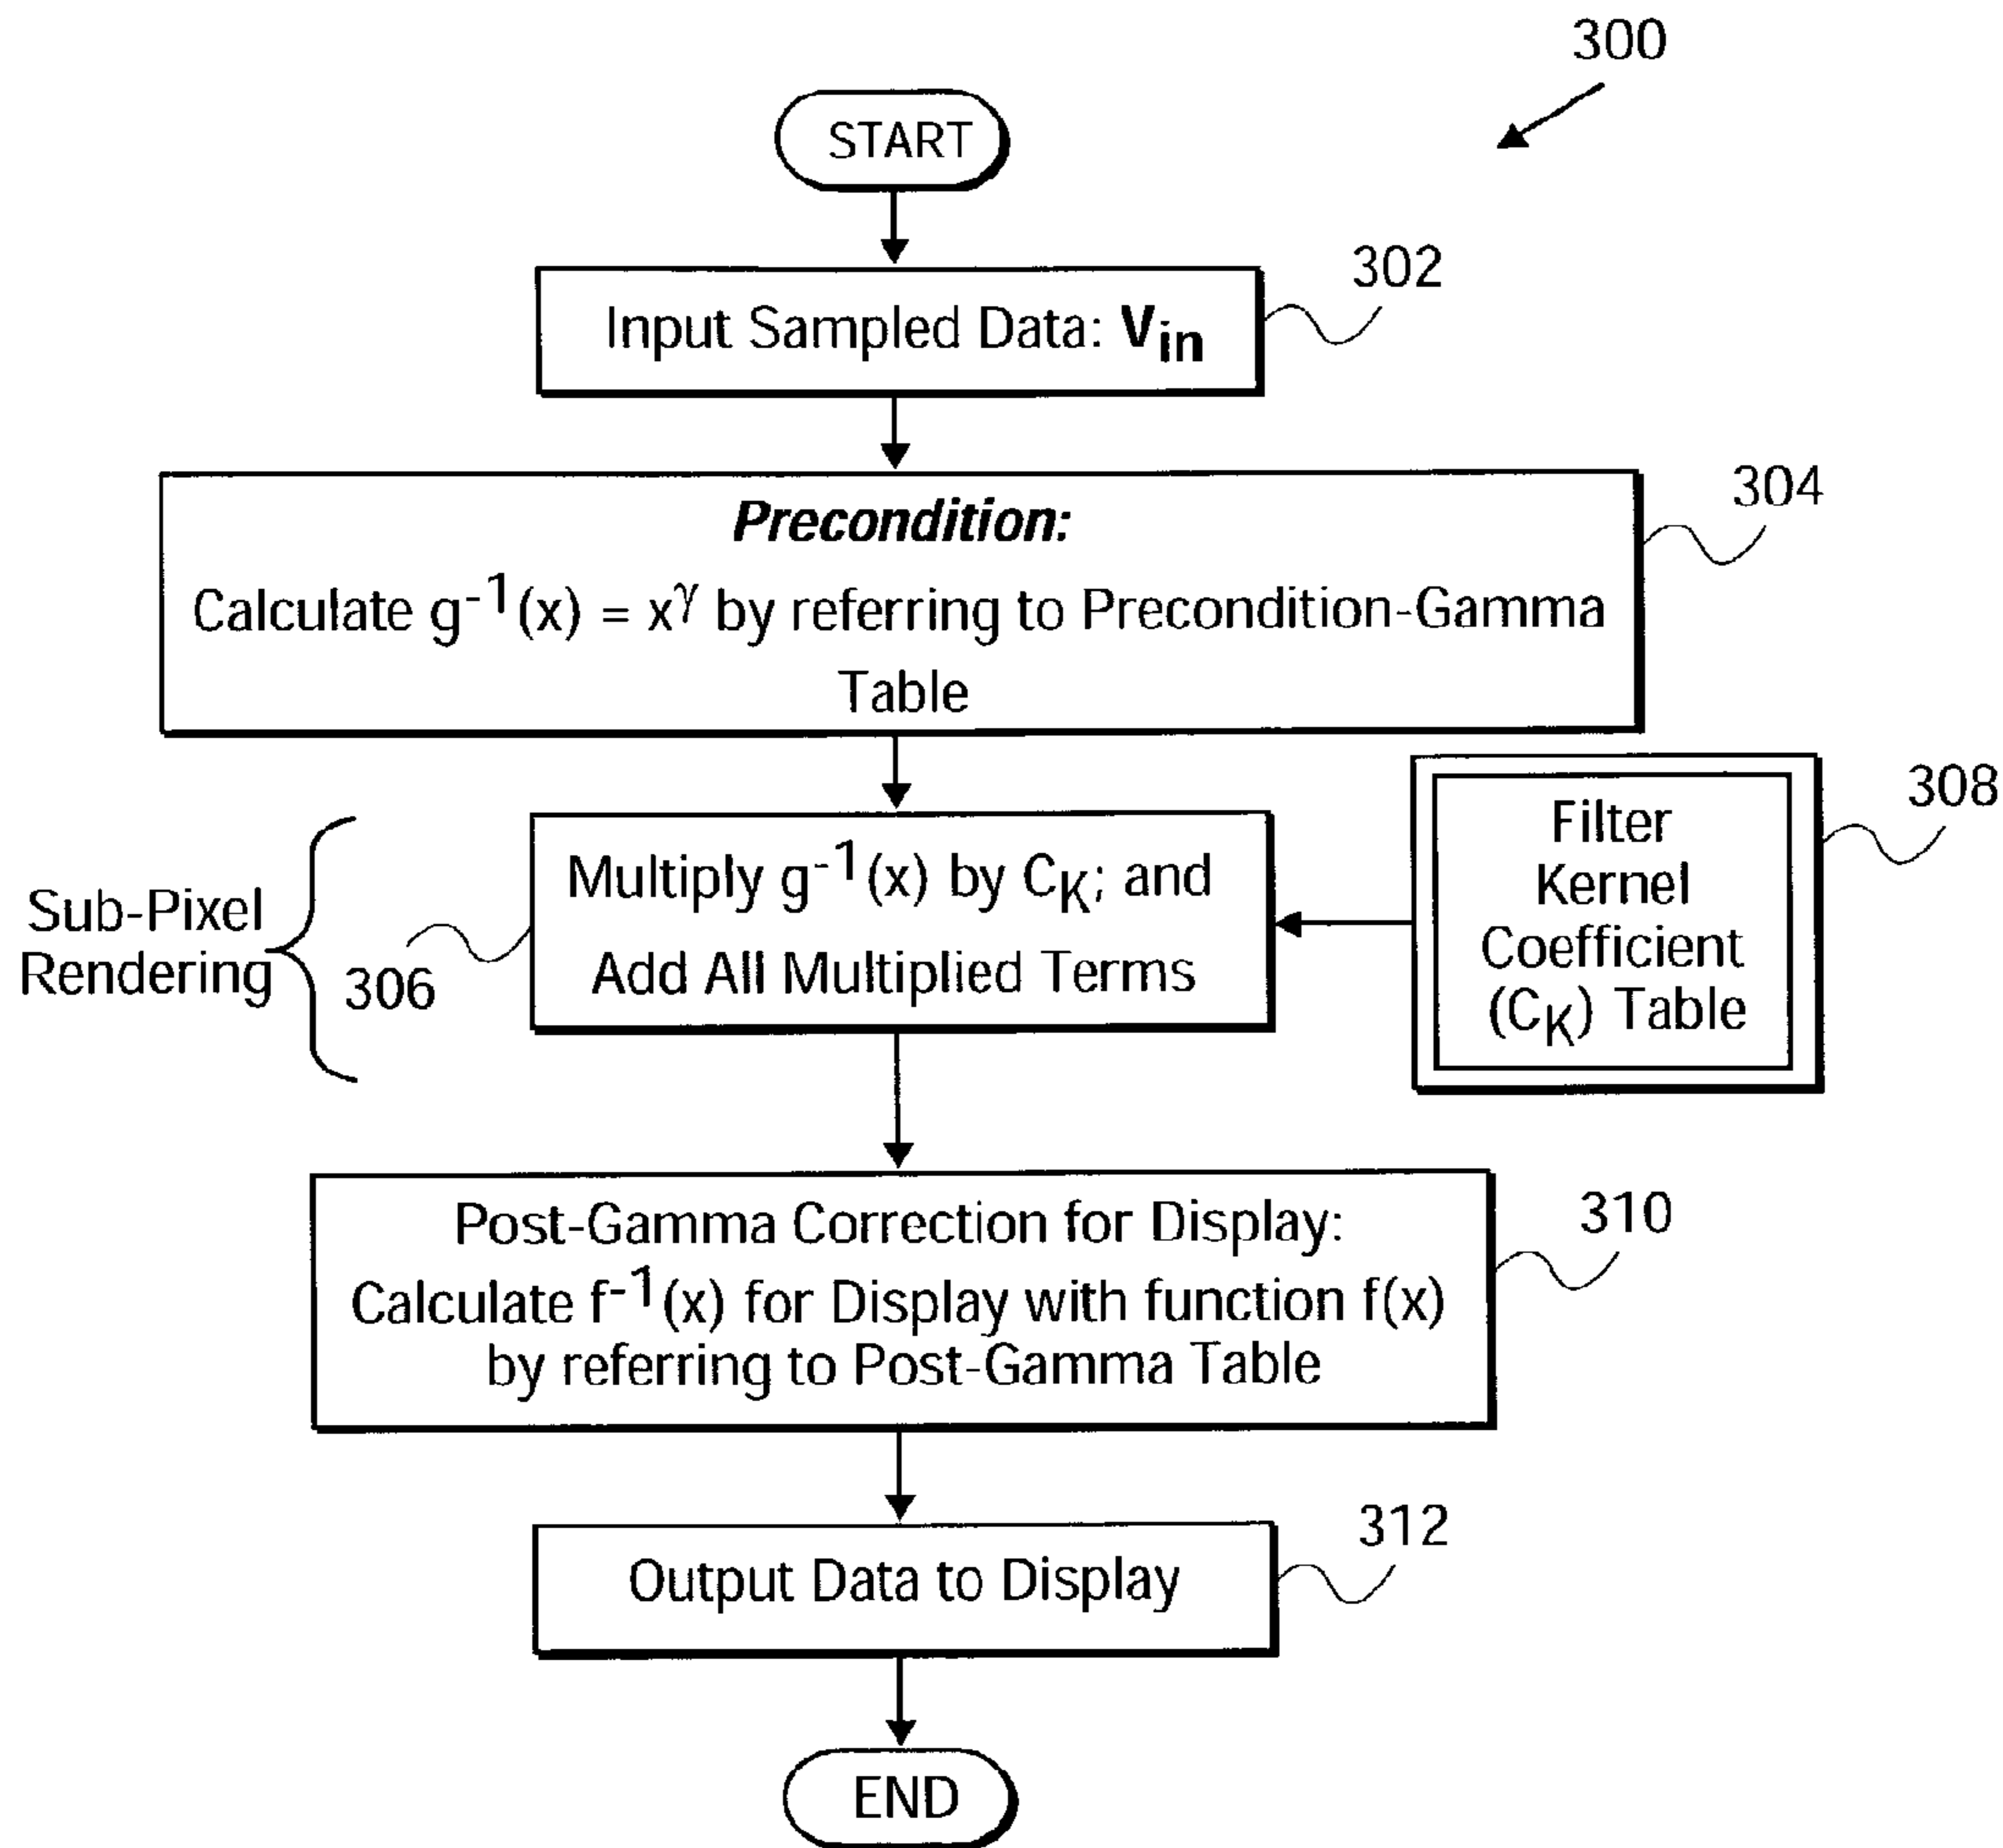 300
START
302
Input Sampled Data: Vin
304
Precondition:
Calculate g⁻¹(x) = xᵞ by referring to Precondition-Gamma
Table
308
Filter
Kernel
Coefficient
(CK) Table
Sub-Pixel
Rendering
306
Multiply g⁻¹(x) by CK; and
Add All Multiplied Terms
310
Post-Gamma Correction for Display:
Calculate f⁻¹(x) for Display with function f(x)
by referring to Post-Gamma Table
312
Output Data to Display
END